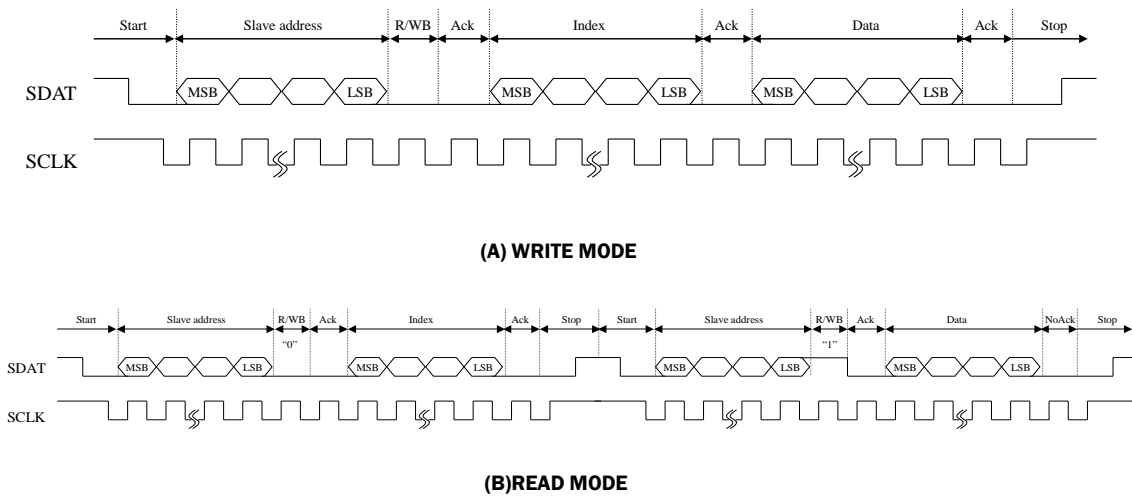 Start Slave address R/WB Ack Index Ack Data Ack Stop
SDAT MSB LSB MSB LSB MSB LSB
SCLK
(A) WRITE MODE
Start Slave address R/WB Ack Index Ack Stop Start Slave address R/WB Ack Data NoAck Stop
“0” “1”
SDAT MSB LSB MSB LSB MSB LSB MSB LSB
SCLK
(B)READ MODE